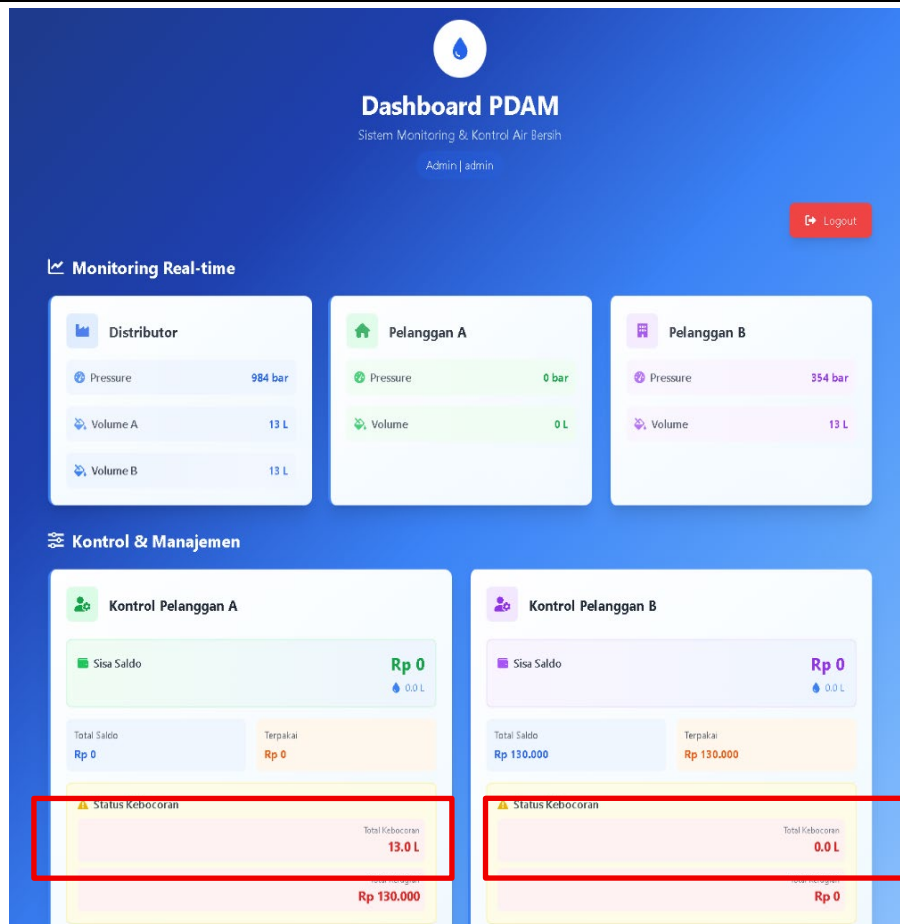 Dashboard PDAM
Sistem Monitoring & Kontrol Air Bersih
Admin | admin
Logout
Monitoring Real-time
Distributor
Pressure 984 bar
Volume A 13 L
Volume B 13 L
Pelanggan A
Pressure 0 bar
Volume 0 L
Pelanggan B
Pressure 354 bar
Volume 13 L
Kontrol & Manajemen
Kontrol Pelanggan A
Sisa Saldo Rp 0
0.0 L
Total Saldo Terpakai
Rp 0 Rp 0
Status Kebocoran
Total Kebocoran
13.0 L
Total Kerugian
Rp 130.000
Kontrol Pelanggan B
Sisa Saldo Rp 0
0.0 L
Total Saldo Terpakai
Rp 130.000 Rp 130.000
Status Kebocoran
Total Kebocoran
0.0 L
Total Kerugian
Rp 0